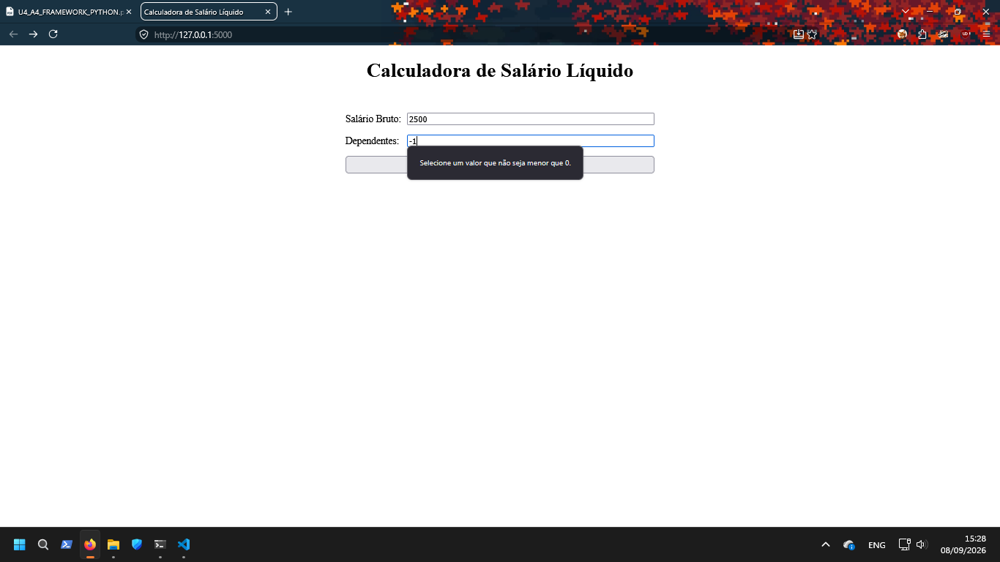 U4_A4_FRAMEWORK_PYTHON.p
Calculadora de Salário Líquido
http://127.0.0.1:5000
Calculadora de Salário Líquido
Salário Bruto: 2500
Dependentes: -1
Selecione um valor que não seja menor que 0.
ENG
15:28
08/09/2026